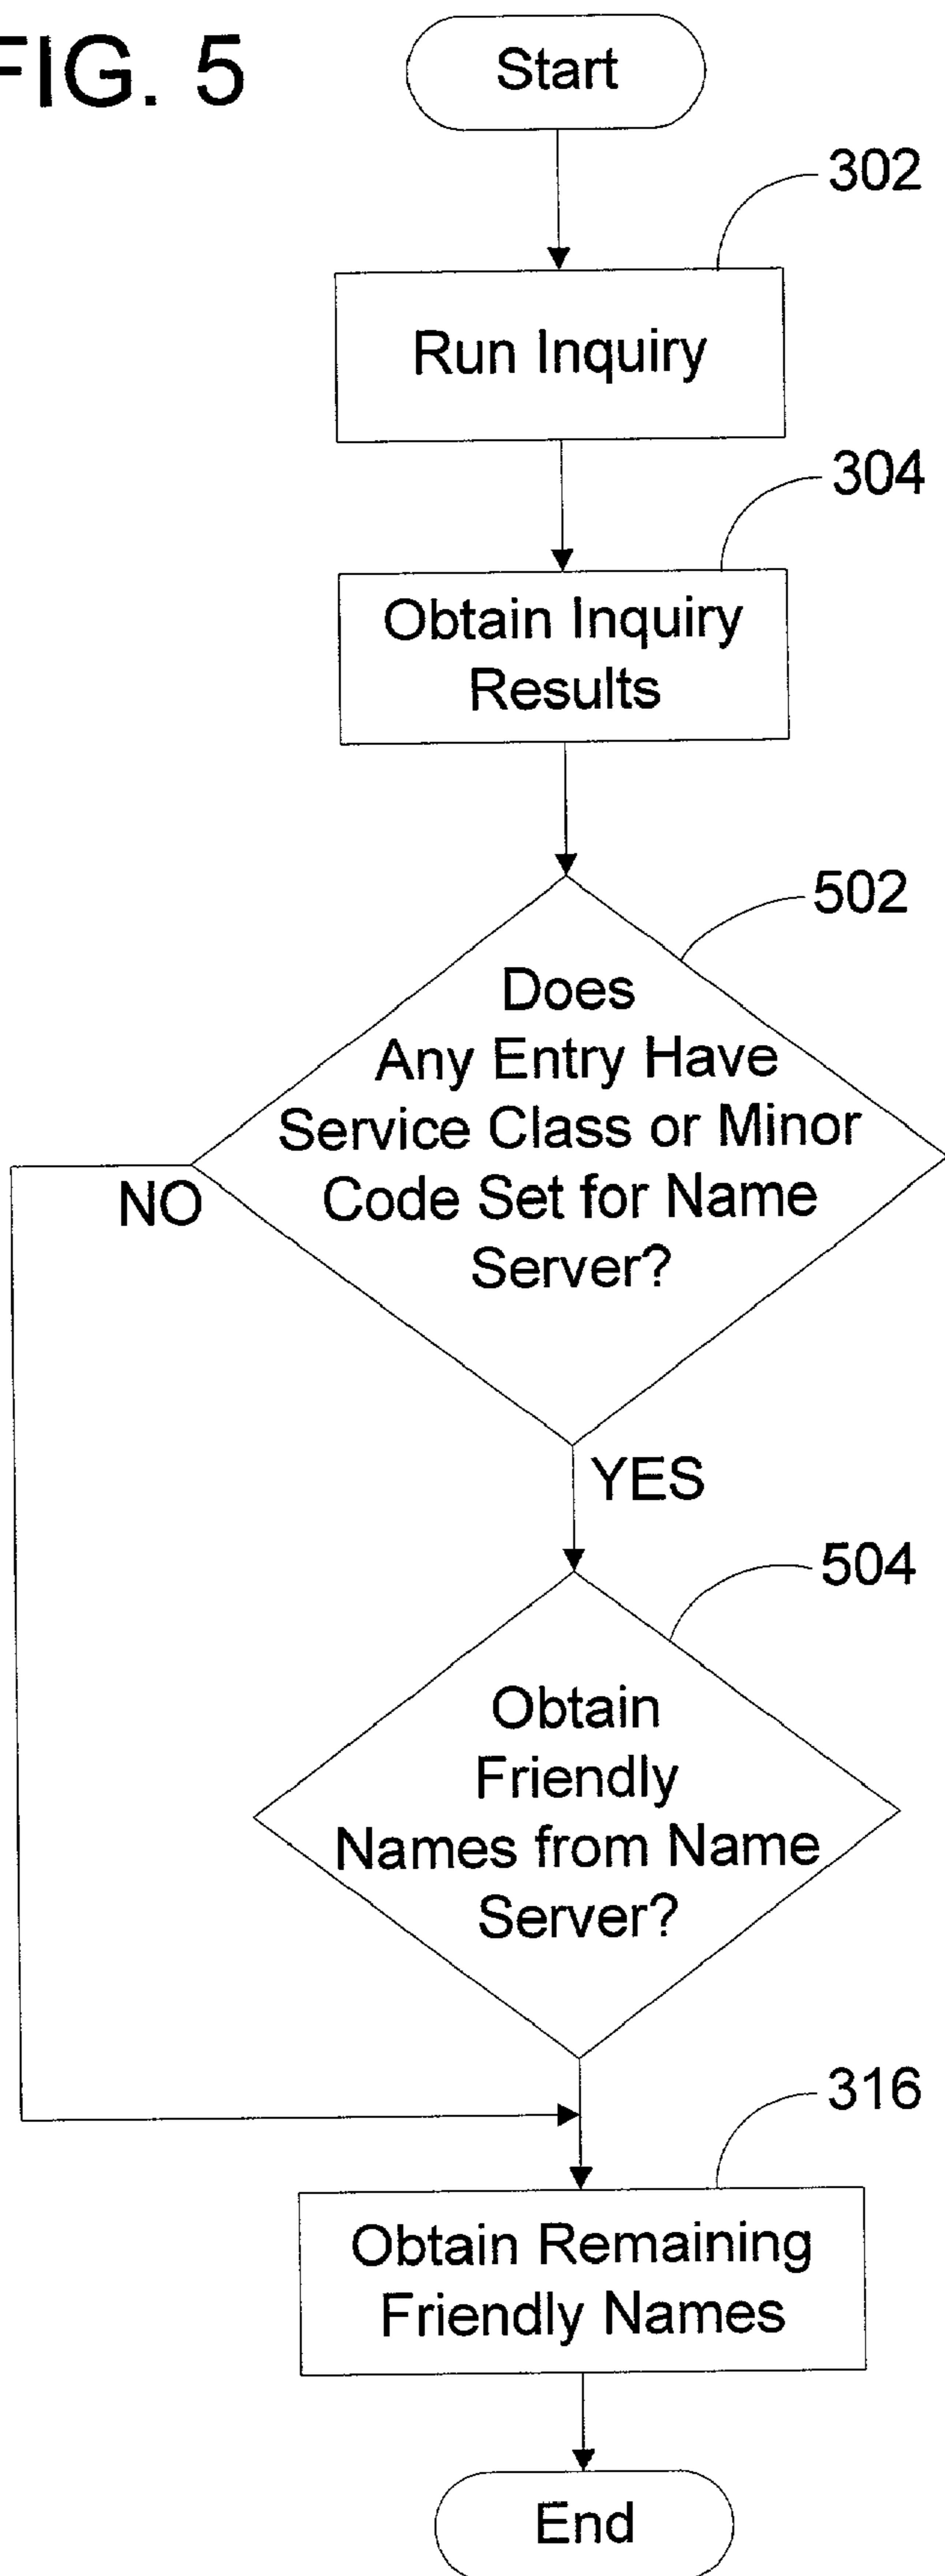 FIG. 5
Start
302
Run Inquiry
304
Obtain Inquiry
Results
502
Does
Any Entry Have
Service Class or Minor
Code Set for Name
Server?
NO
YES
504
Obtain
Friendly
Names from Name
Server?
316
Obtain Remaining
Friendly Names
End